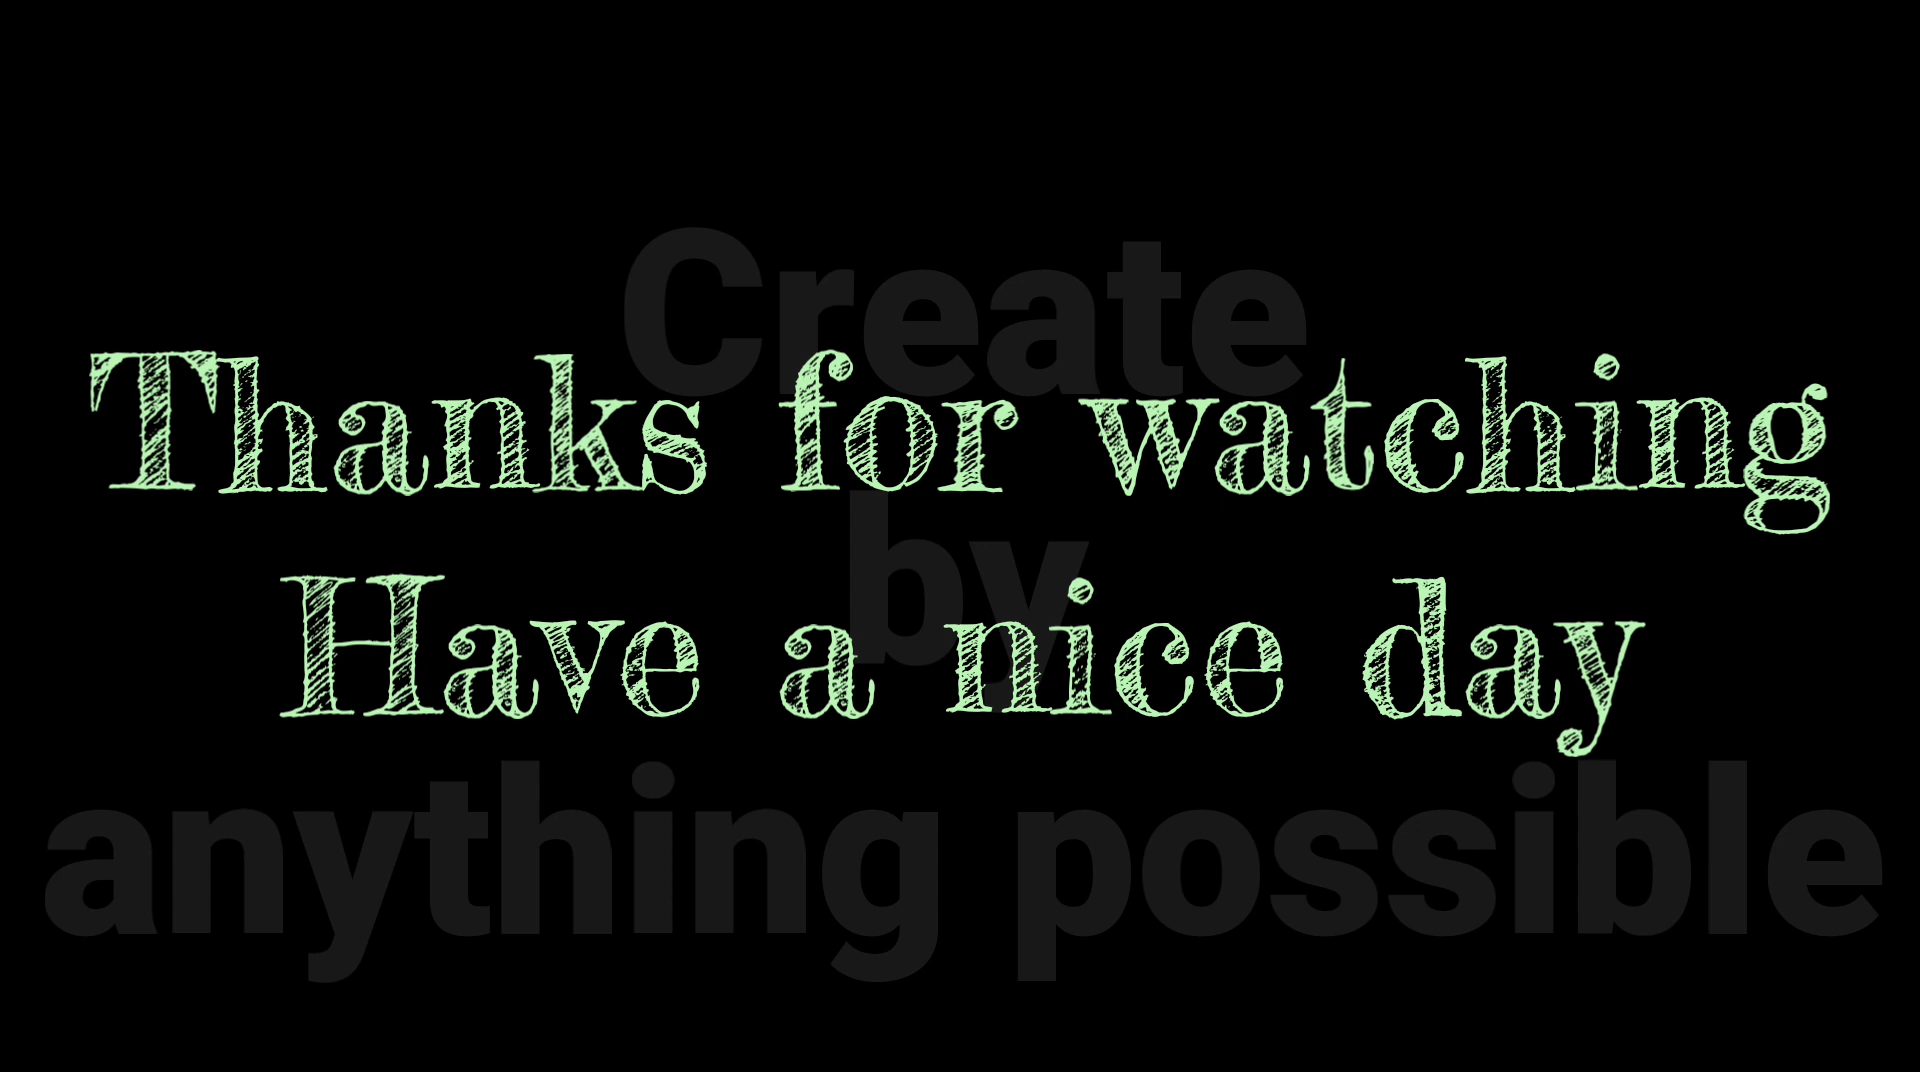 Create
Thanks for watching
by
Have a nice day
anything possible